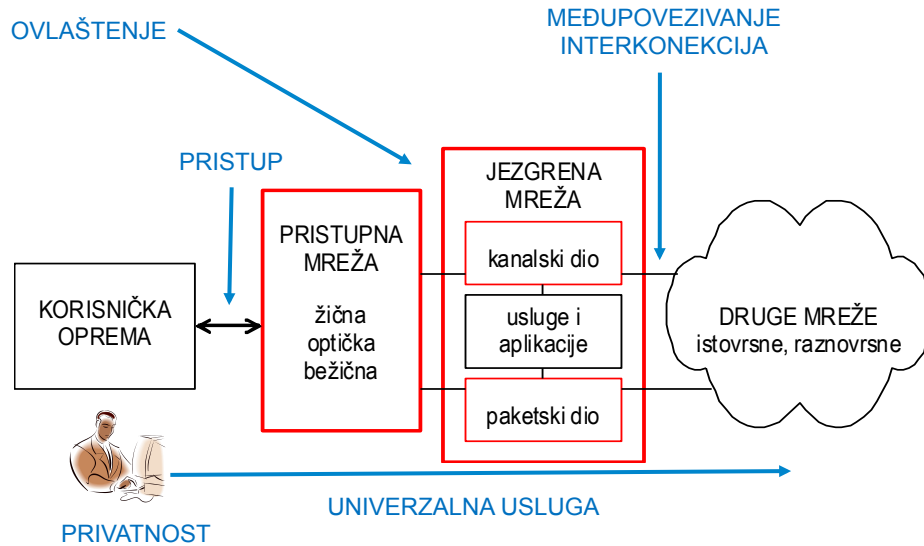 OVLAŠTENJE
MEĐUPOVEZIVANJE
INTERKONEKCIJA
PRISTUP
JEZGRENA
MREŽA
PRISTUPNA
MREŽA
žična
optička
bežična
kanalski dio
usluge i
aplikacije
paketski dio
KORISNIČKA
OPREMA
DRUGE MREŽE
istovrsne, raznovrsne
UNIVERZALNA USLUGA
PRIVATNOST